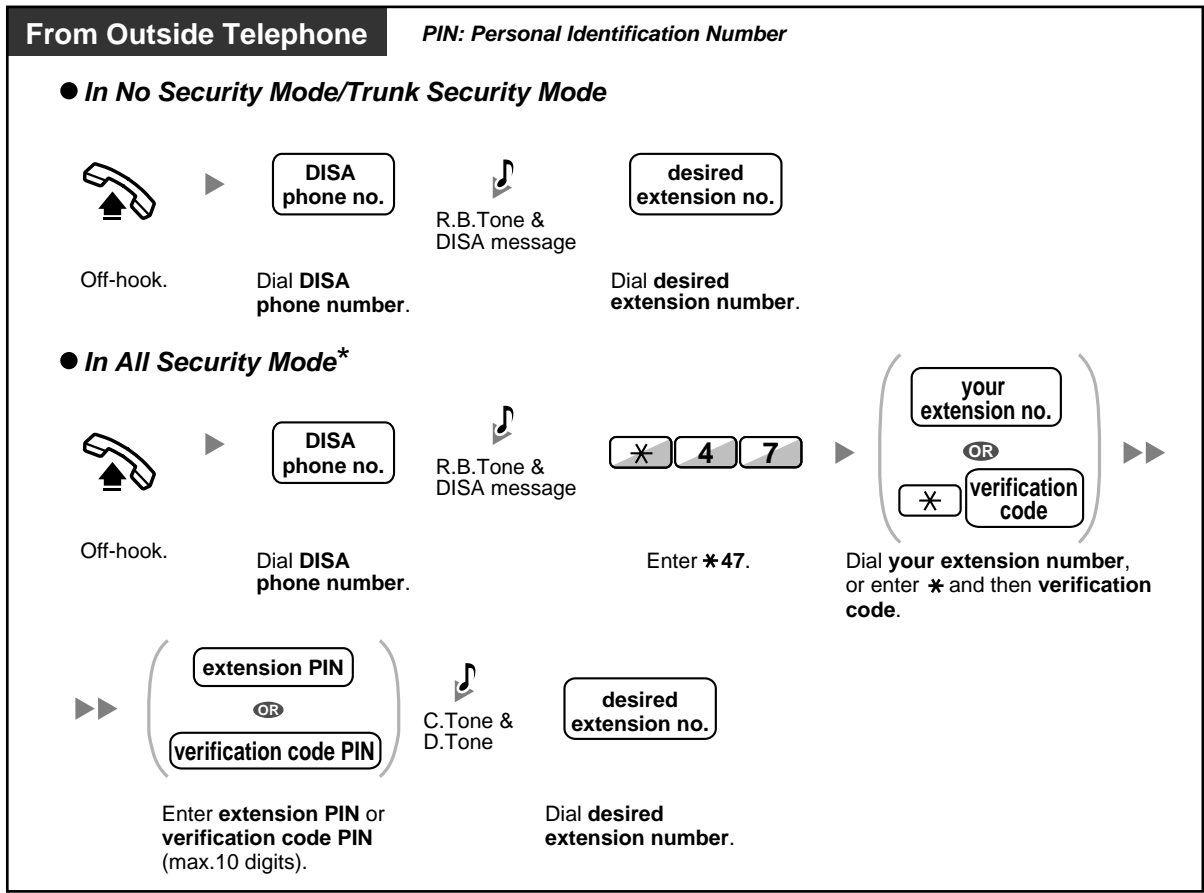 From Outside Telephone
PIN: Personal Identification Number
● In No Security Mode/Trunk Security Mode
DISA
phone no.
R.B.Tone &
DISA message
desired
extension no.
Off-hook.
Dial DISA
phone number.
Dial desired
extension number.
● In All Security Mode*
DISA
phone no.
R.B.Tone &
DISA message
* 4 7
your
extension no.
OR
* verification
code
Off-hook.
Dial DISA
phone number.
Enter *47.
Dial your extension number,
or enter * and then verification
code.
extension PIN
OR
verification code PIN
C.Tone &
D.Tone
desired
extension no.
Enter extension PIN or
verification code PIN
(max.10 digits).
Dial desired
extension number.